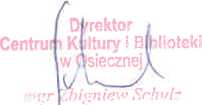 Dyrektor
Centrum Kultury i Biblioteki
w Osiecznej
mgr Zbigniew Schulz